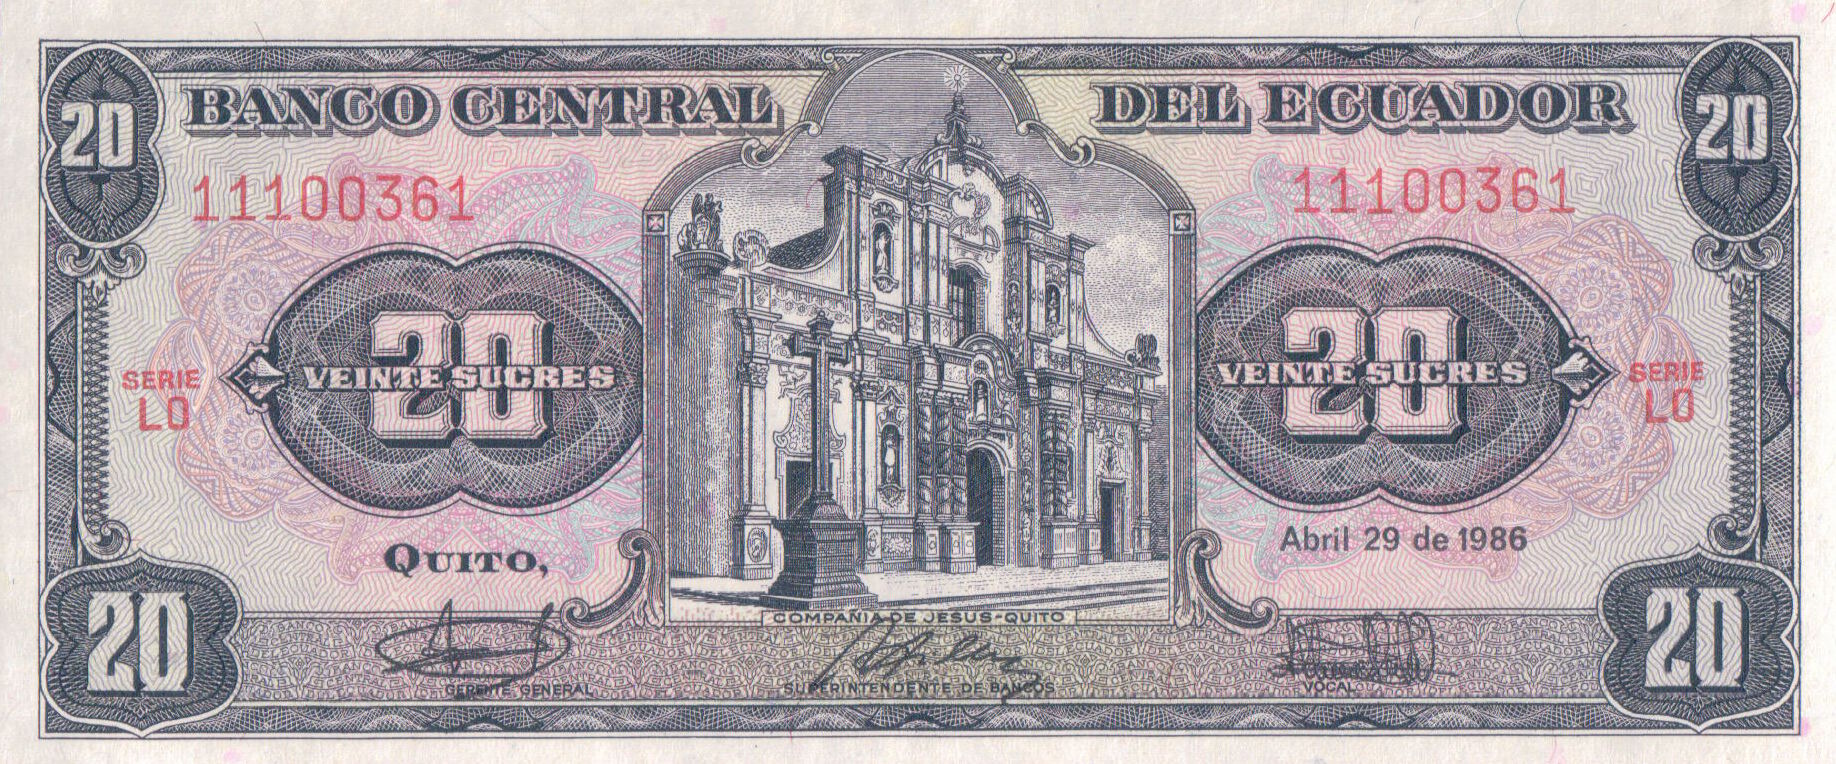 20 BANCO CENTRAL DEL ECUADOR 20
11100361 11100361
20 20
VEINTE SUCRES VEINTE SUCRES
SERIE SERIE
LO LO
QUITO, Abril 29 de 1986
20 20
COMPAÑIA DE JESUS-QUITO
GERENTE GENERAL SUPERINTENDENTE DE BANCOS VOCAL